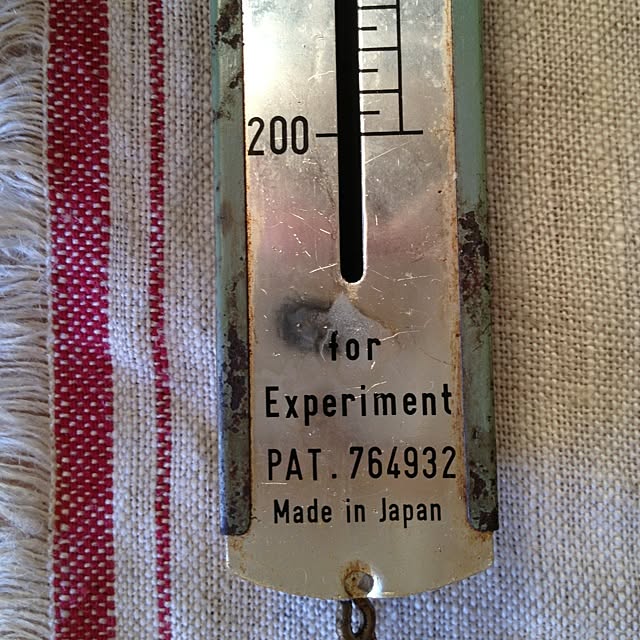 200
for
Experiment
PAT. 764932
Made in Japan